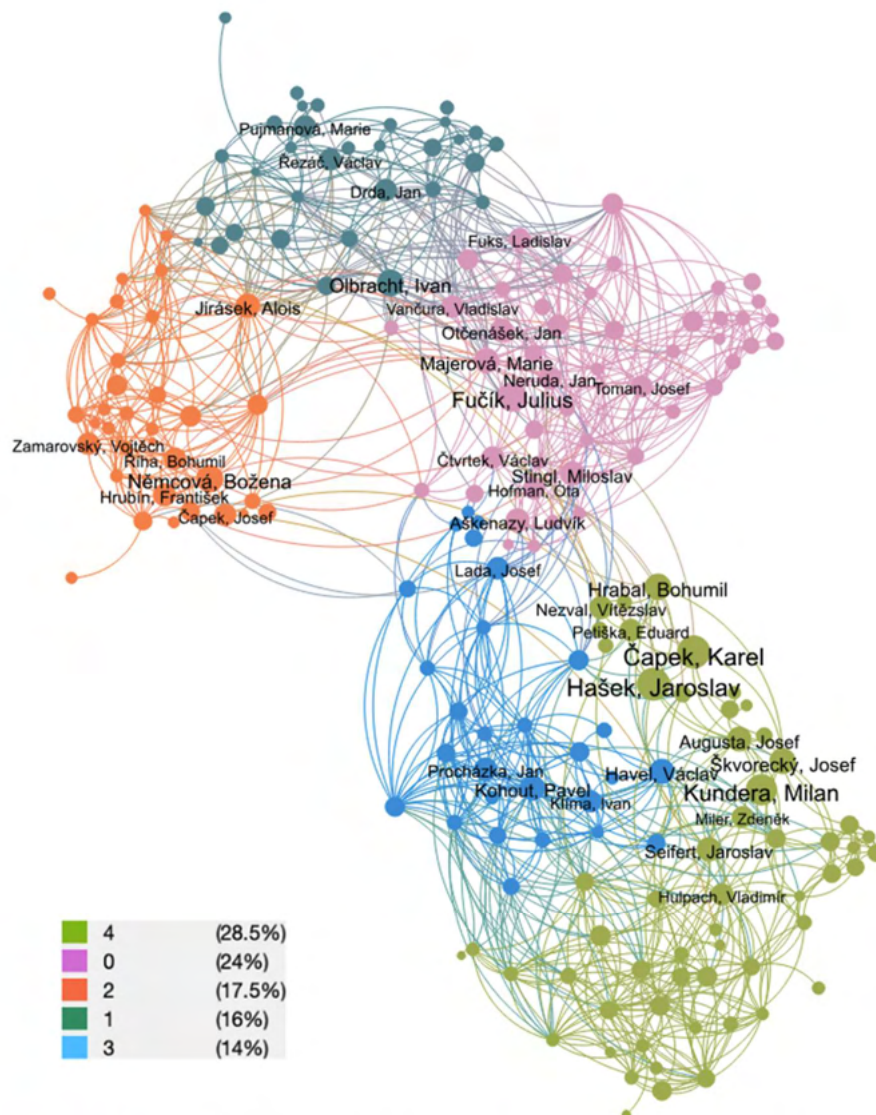 Pujmanová, Marie
Řezáč, Václav
Drda, Jan
Fuks, Ladislav
Olbracht, Ivan
Jirásek, Alois
Vančura, Vladislav
Otčenášek, Jan
Majerová, Marie
Neruda, Jan
Toman, Josef
Fučík, Julius
Zamarovský, Vojtěch
Říha, Bohumil
Čtvrtek, Václav
Němcová, Božena
Stingl, Miloslav
Hrubín, František
Hofman, Ota
Čapek, Josef
Aškenazy, Ludvík
Lada, Josef
Hrabal, Bohumil
Nezval, Vítězslav
Petiška, Eduard
Čapek, Karel
Hašek, Jaroslav
Augusta, Josef
Škvorecký, Josef
Procházka, Jan
Havel, Václav
Kohout, Pavel
Klíma, Ivan
Kundera, Milan
Miler, Zdeněk
Seifert, Jaroslav
Hulpach, Vladimír
4 (28.5%)
0 (24%)
2 (17.5%)
1 (16%)
3 (14%)